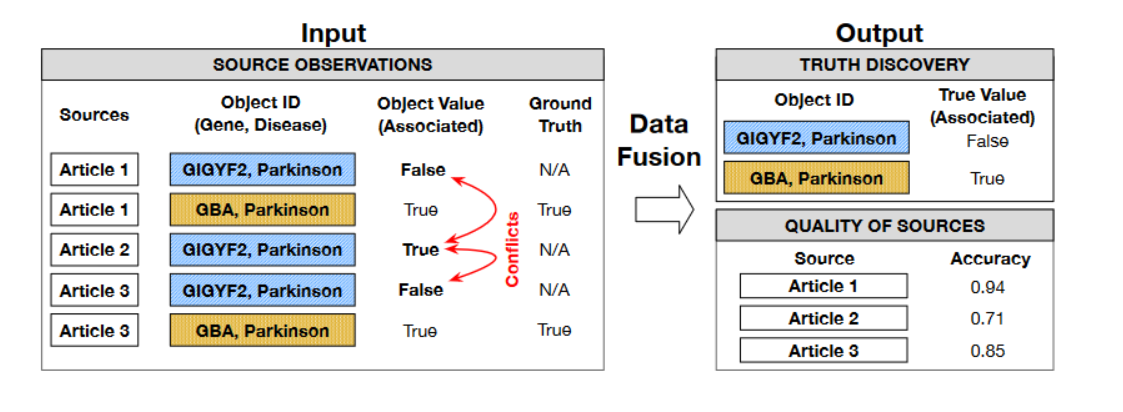 Input
SOURCE OBSERVATIONS
Sources
Object ID
(Gene, Disease)
Object Value
(Associated)
Ground
Truth
Article 1 GIGYF2, Parkinson False N/A
Article 1 GBA, Parkinson True True
Article 2 GIGYF2, Parkinson True N/A
Article 3 GIGYF2, Parkinson False N/A
Article 3 GBA, Parkinson True True
Conflicts
Data
Fusion
Output
TRUTH DISCOVERY
Object ID
True Value
(Associated)
GIGYF2, Parkinson False
GBA, Parkinson True
QUALITY OF SOURCES
Source Accuracy
Article 1 0.94
Article 2 0.71
Article 3 0.85